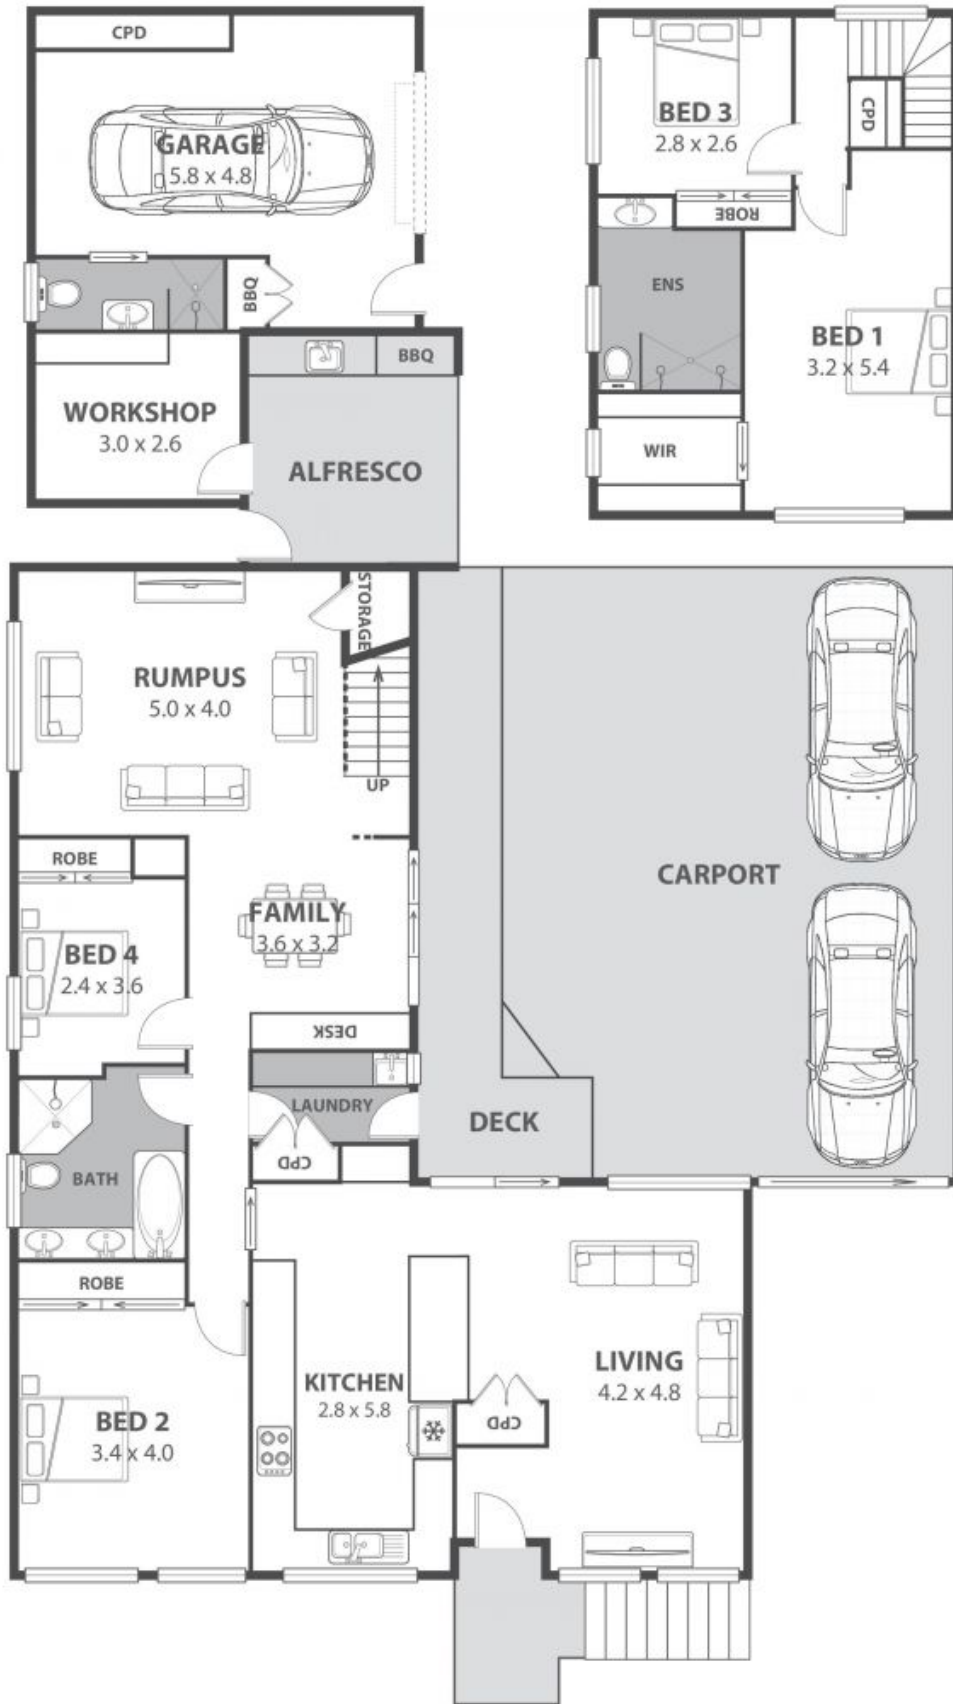 CPD
GARAGE
5.8 x 4.8
BBQ
BBQ
WORKSHOP
3.0 x 2.6
ALFRESCO
BED 3
2.8 x 2.6
CPD
ROBE
ENS
BED 1
3.2 x 5.4
WIR
STORAGE
RUMPUS
5.0 x 4.0
UP
ROBE
FAMILY
3.6 x 3.2
BED 4
2.4 x 3.6
CARPORT
DESK
LAUNDRY
DECK
CPD
BATH
ROBE
KITCHEN
2.8 x 5.8
LIVING
4.2 x 4.8
CPD
BED 2
3.4 x 4.0